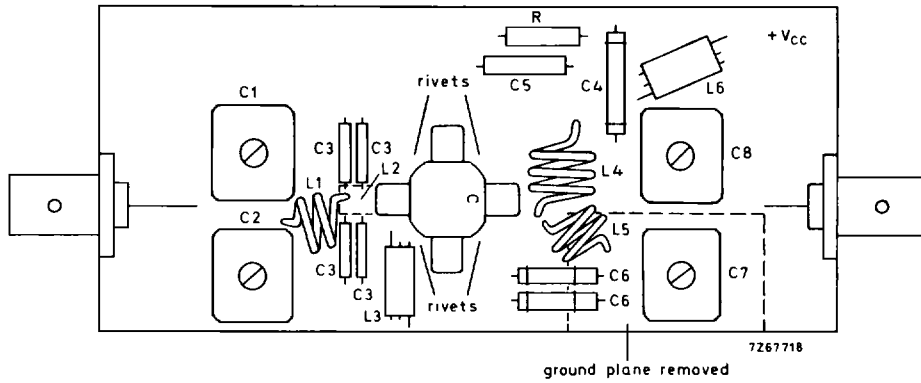 R
+VCC
C1
C5
C4
L6
rivets
C3
C3
L2
L4
C8
L1
C
C2
L5
C3
C3
C6
C7
L3
rivets
C6
7Z67718
ground plane removed